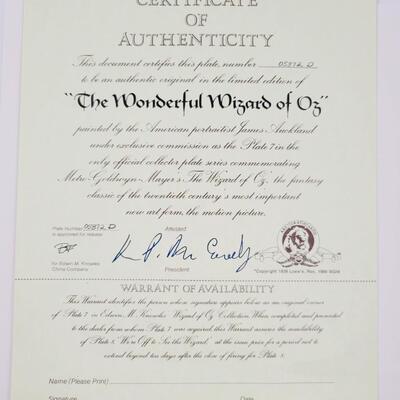 CERTIFICATE
OF
AUTHENTICITY
This document certifies this plate, number 05872 D
to be an authentic original in the limited edition of
"The Wonderful Wizard of Oz"
painted by the American portraitist James Auckland
under exclusive commission as the Plate 7 in the
only official collector plate series commemorating
Metro-Goldwyn-Mayer's 'The Wizard of Oz', the fantasy
classic of the twentieth century's most important
new art form, the motion picture.
Plate Number 05872 D
is approved for release
Attested
for Edwin M. Knowles
China Company
President
WARRANT OF AVAILABILITY
This Warrant identifies the person whose signature appears below as an original owner
of Plate 7 in Edwin M. Knowles' Wizard of Oz Collection. When completed and presented
to the dealer from whom Plate 7 was acquired, this Warrant assures the availability
of Plate 8, "We're Off to See the Wizard," at the issue price for a period not to
extend beyond ten days after the close of firing for Plate 8.
Name (Please Print)
Signature
Date